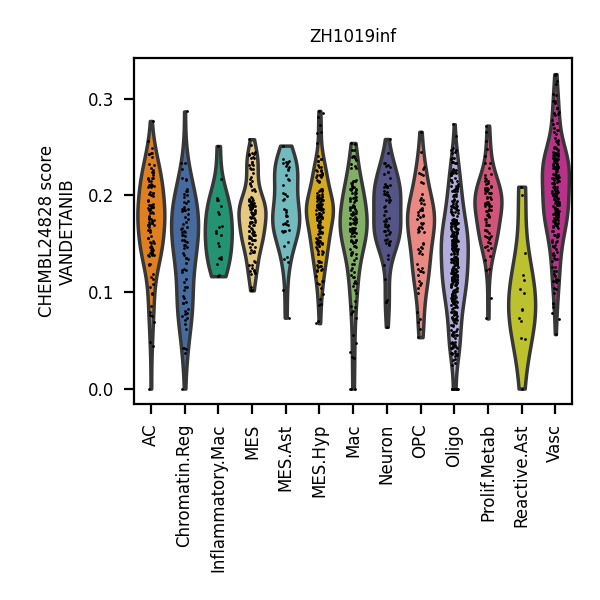 ZH1019inf
CHEMBL24828 score
VANDETANIB
0.3
0.2
0.1
0.0
AC
Chromatin.Reg
Inflammatory.Mac
MES
MES.Ast
MES.Hyp
Mac
Neuron
OPC
Oligo
Prolif.Metab
Reactive.Ast
Vasc